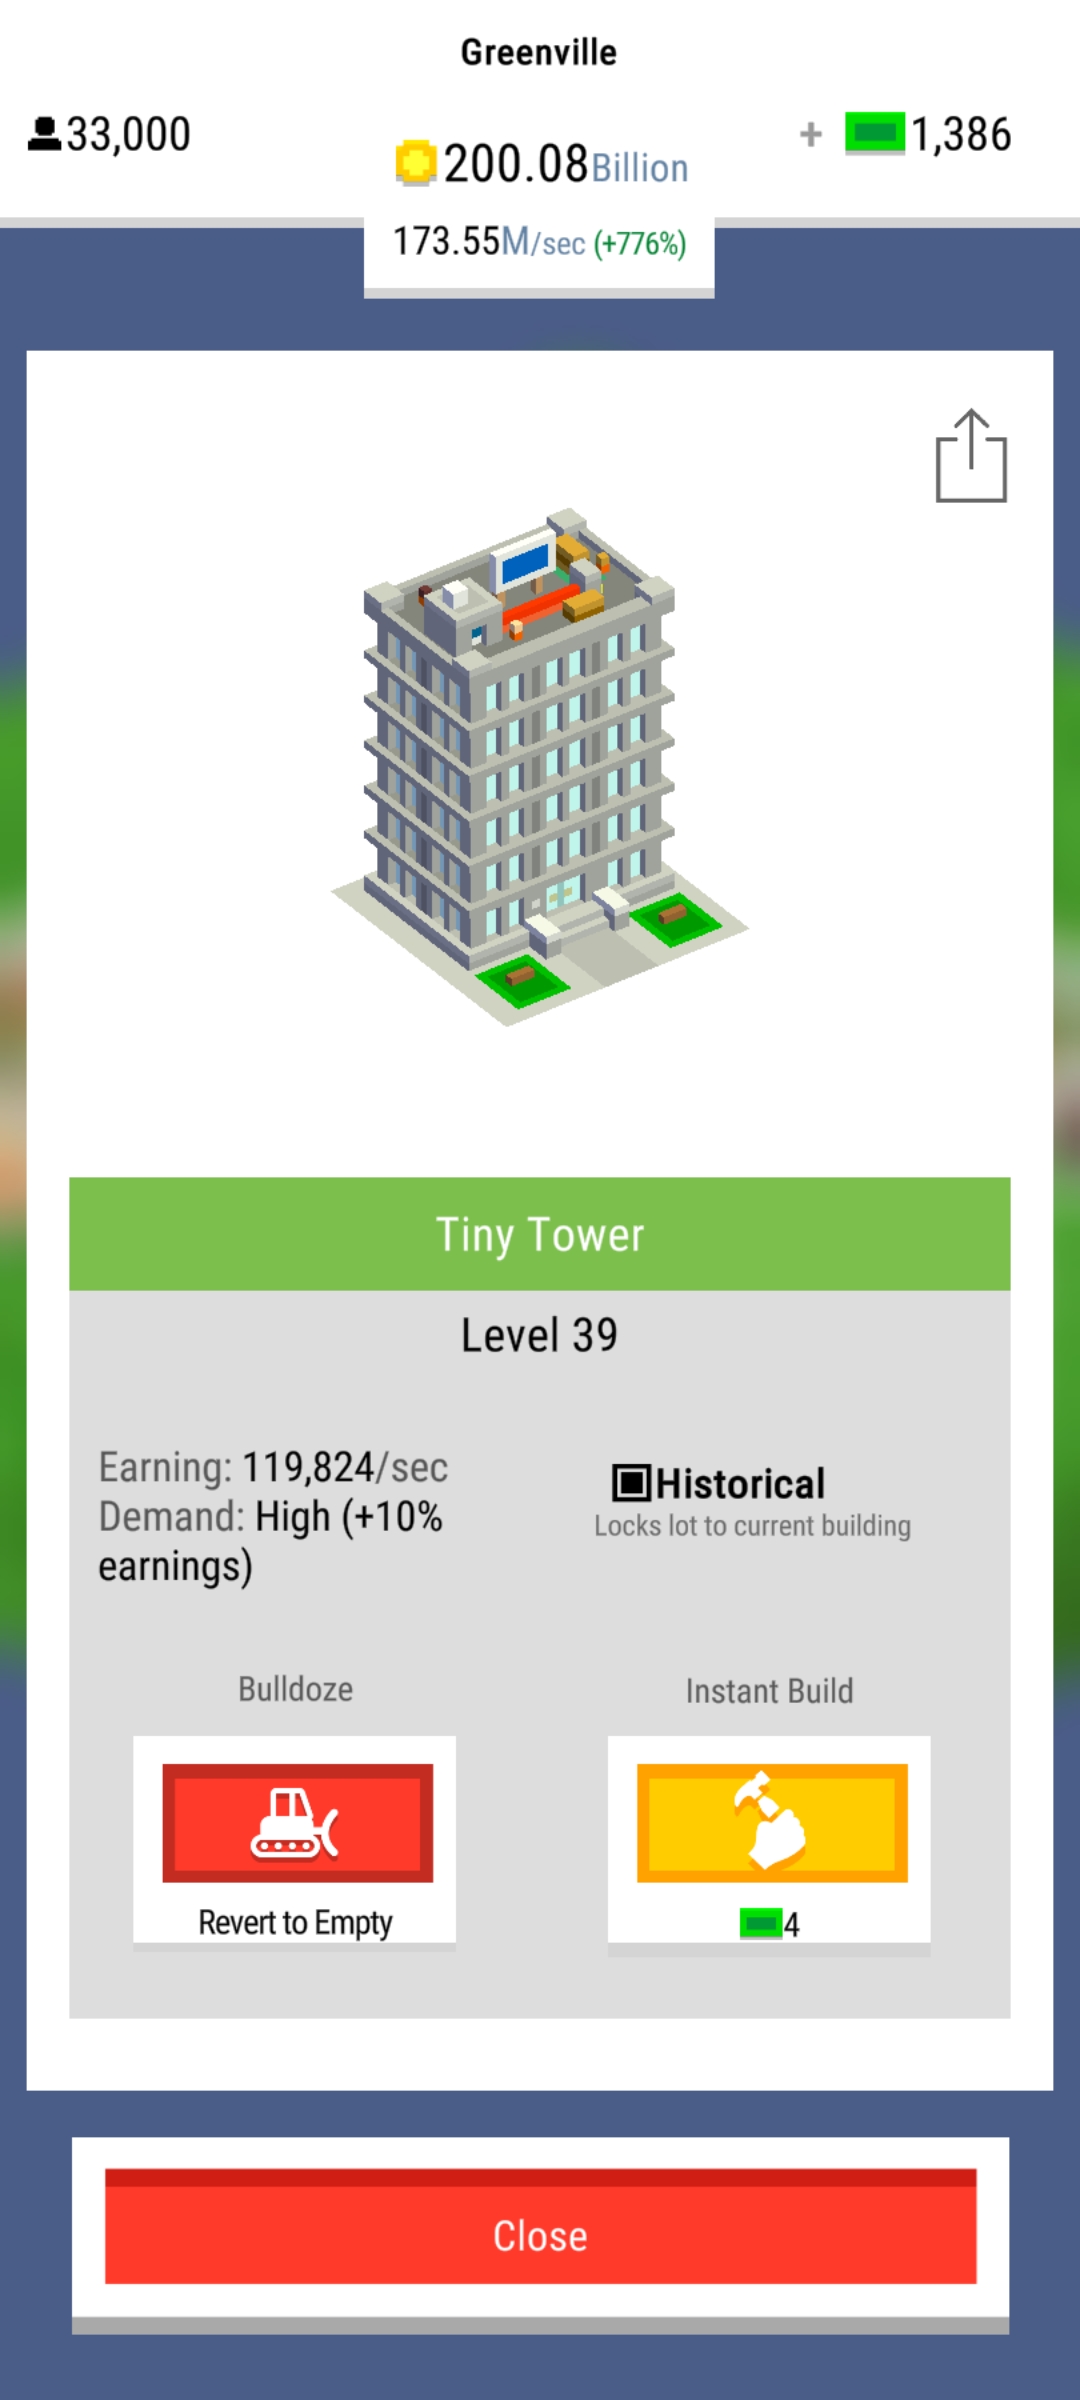 Greenville
33,000
200.08Billion
+ 1,386
173.55M/sec (+776%)
Tiny Tower
Level 39
Earning: 119,824/sec
Demand: High (+10%
earnings)
Historical
Locks lot to current building
Bulldoze
Instant Build
Revert to Empty
4
Close